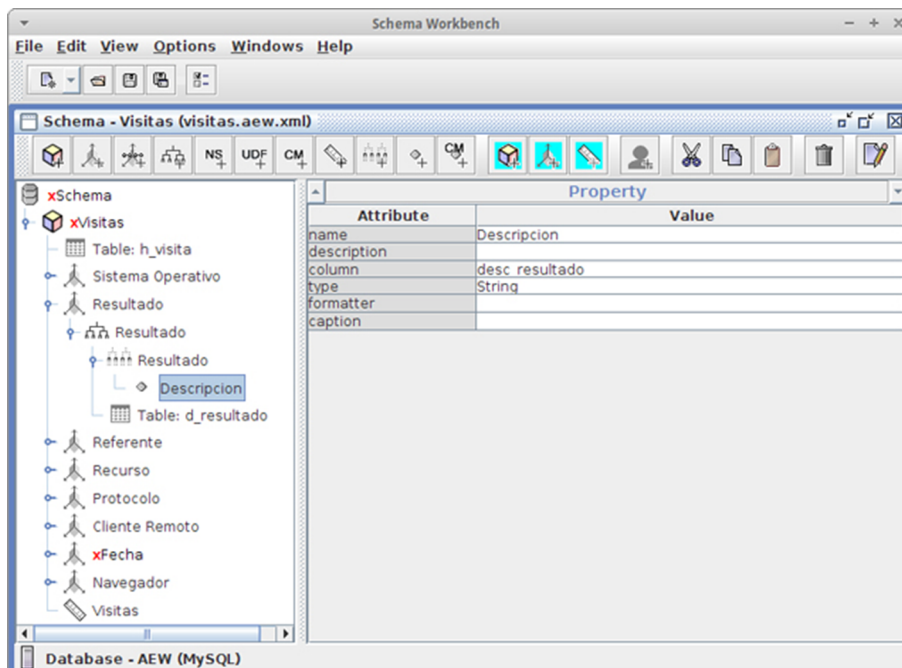 Schema Workbench
File Edit View Options Windows Help
Schema - Visitas (visitas.aew.xml)
NS UDF CM CM
xSchema
xVisitas
Table: h_visita
Sistema Operativo
Resultado
Resultado
Resultado
Descripcion
Table: d_resultado
Referente
Recurso
Protocolo
Cliente Remoto
xFecha
Navegador
Visitas
Property
Attribute Value
name Descripcion
description
column desc_resultado
type String
formatter
caption
Database - AEW (MySQL)